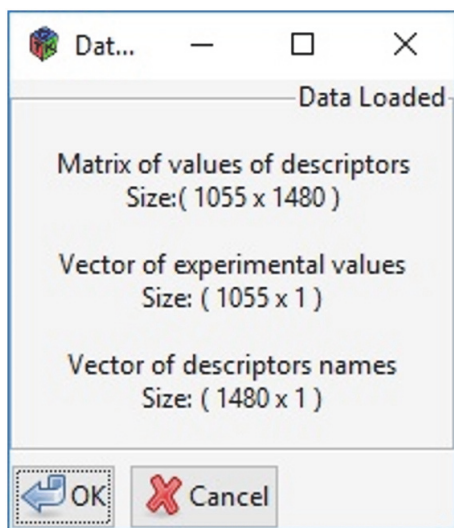 Dat...
Data Loaded
Matrix of values of descriptors
Size:( 1055 x 1480 )
Vector of experimental values
Size: ( 1055 x 1 )
Vector of descriptors names
Size: ( 1480 x 1 )
OK
Cancel